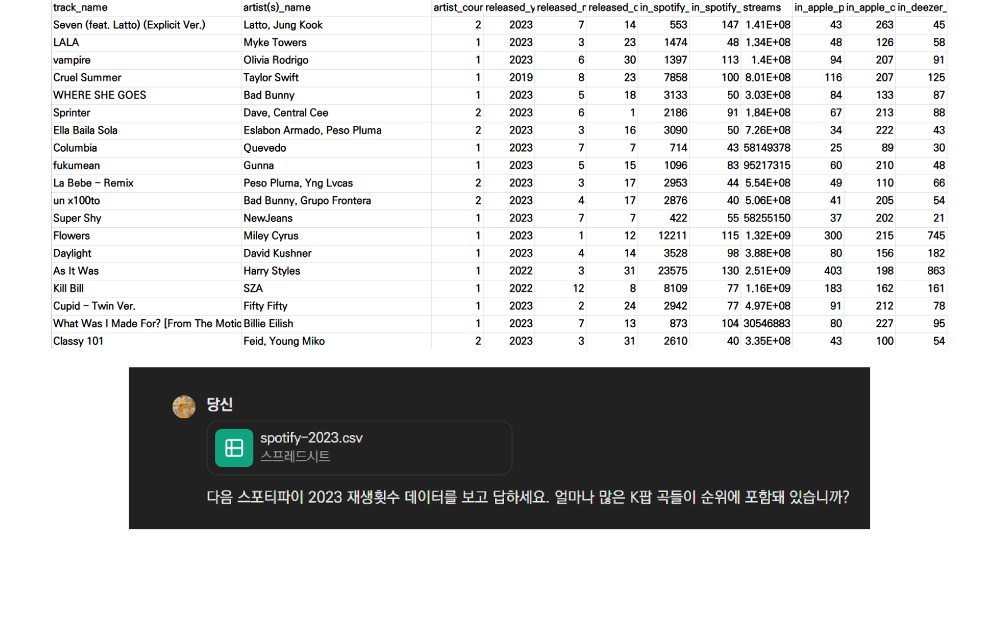 track_name artist(s)_name artist_cour released_y released_r released_c in_spotify_ in_spotify_ streams in_apple_p in_apple_c in_deezer_
Seven (feat. Latto) (Explicit Ver.) Latto, Jung Kook 2 2023 7 14 553 147 1.41E+08 43 263 45
LALA Myke Towers 1 2023 3 23 1474 48 1.34E+08 48 126 58
vampire Olivia Rodrigo 1 2023 6 30 1397 113 1.4E+08 94 207 91
Cruel Summer Taylor Swift 1 2019 8 23 7858 100 8.01E+08 116 207 125
WHERE SHE GOES Bad Bunny 1 2023 5 18 3133 50 3.03E+08 84 133 87
Sprinter Dave, Central Cee 2 2023 6 1 2186 91 1.84E+08 67 213 88
Ella Baila Sola Eslabon Armado, Peso Pluma 2 2023 3 16 3090 50 7.26E+08 34 222 43
Columbia Quevedo 1 2023 7 7 714 43 58149378 25 89 30
fukumean Gunna 1 2023 5 15 1096 83 95217315 60 210 48
La Bebe - Remix Peso Pluma, Yng Lvcas 2 2023 3 17 2953 44 5.54E+08 49 110 66
un x100to Bad Bunny, Grupo Frontera 2 2023 4 17 2876 40 5.06E+08 41 205 54
Super Shy NewJeans 1 2023 7 7 422 55 58255150 37 202 21
Flowers Miley Cyrus 1 2023 1 12 12211 115 1.32E+09 300 215 745
Daylight David Kushner 1 2023 4 14 3528 98 3.88E+08 80 156 182
As It Was Harry Styles 1 2022 3 31 23575 130 2.51E+09 403 198 863
Kill Bill SZA 1 2022 12 8 8109 77 1.16E+09 183 162 161
Cupid - Twin Ver. Fifty Fifty 1 2023 2 24 2942 77 4.97E+08 91 212 78
What Was I Made For? [From The Motic Billie Eilish 1 2023 7 13 873 104 30546883 80 227 95
Classy 101 Feid, Young Miko 2 2023 3 31 2610 40 3.35E+08 43 100 54
당신
spotify-2023.csv
스프레드시트
다음 스포티파이 2023 재생횟수 데이터를 보고 답하세요. 얼마나 많은 K팝 곡들이 순위에 포함돼 있습니까?